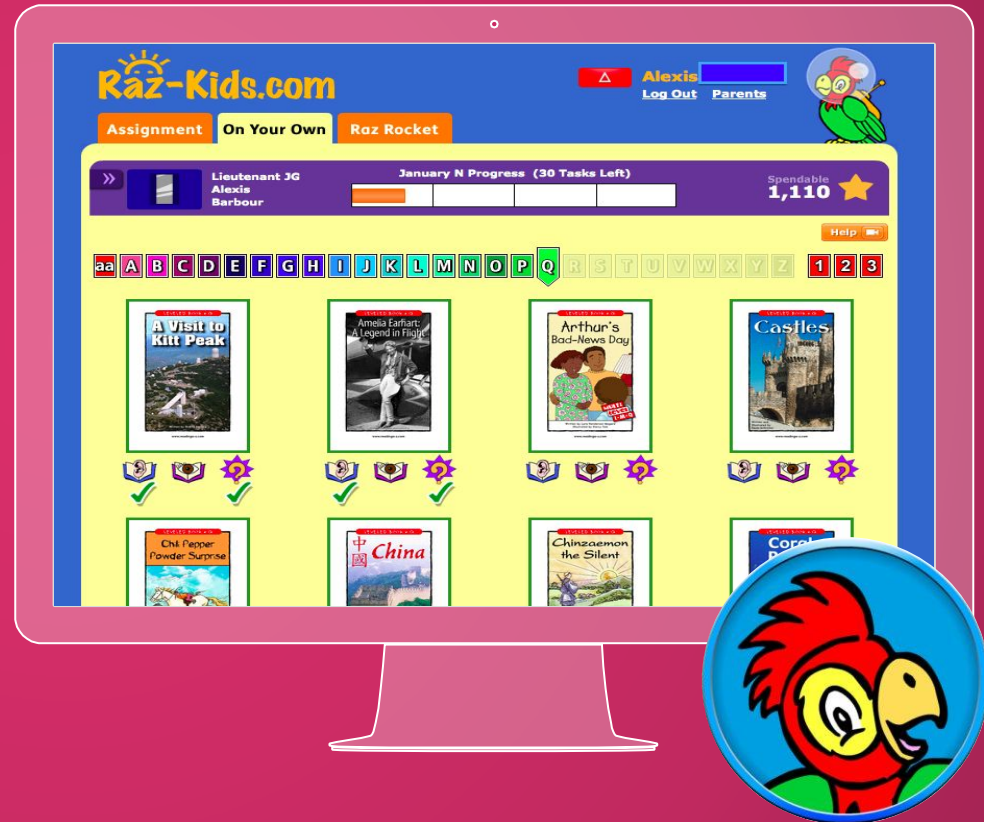 Raz-Kids.com
Alexis
Log Out Parents
Assignment On Your Own Raz Rocket
Lieutenant JG
Alexis
Barbour
January N Progress (30 Tasks Left)
Spendable
1,110
Help
aa A B C D E F G H I J K L M N O P Q R S T U V W X Y Z 1 2 3
A Visit to
Kitt Peak
Amelia Earhart:
A Legend in Flight
Arthur's
Bad-News Day
Castles
Chili Pepper
Powder Surprise
中
國 China
Chinzaemon
the Silent